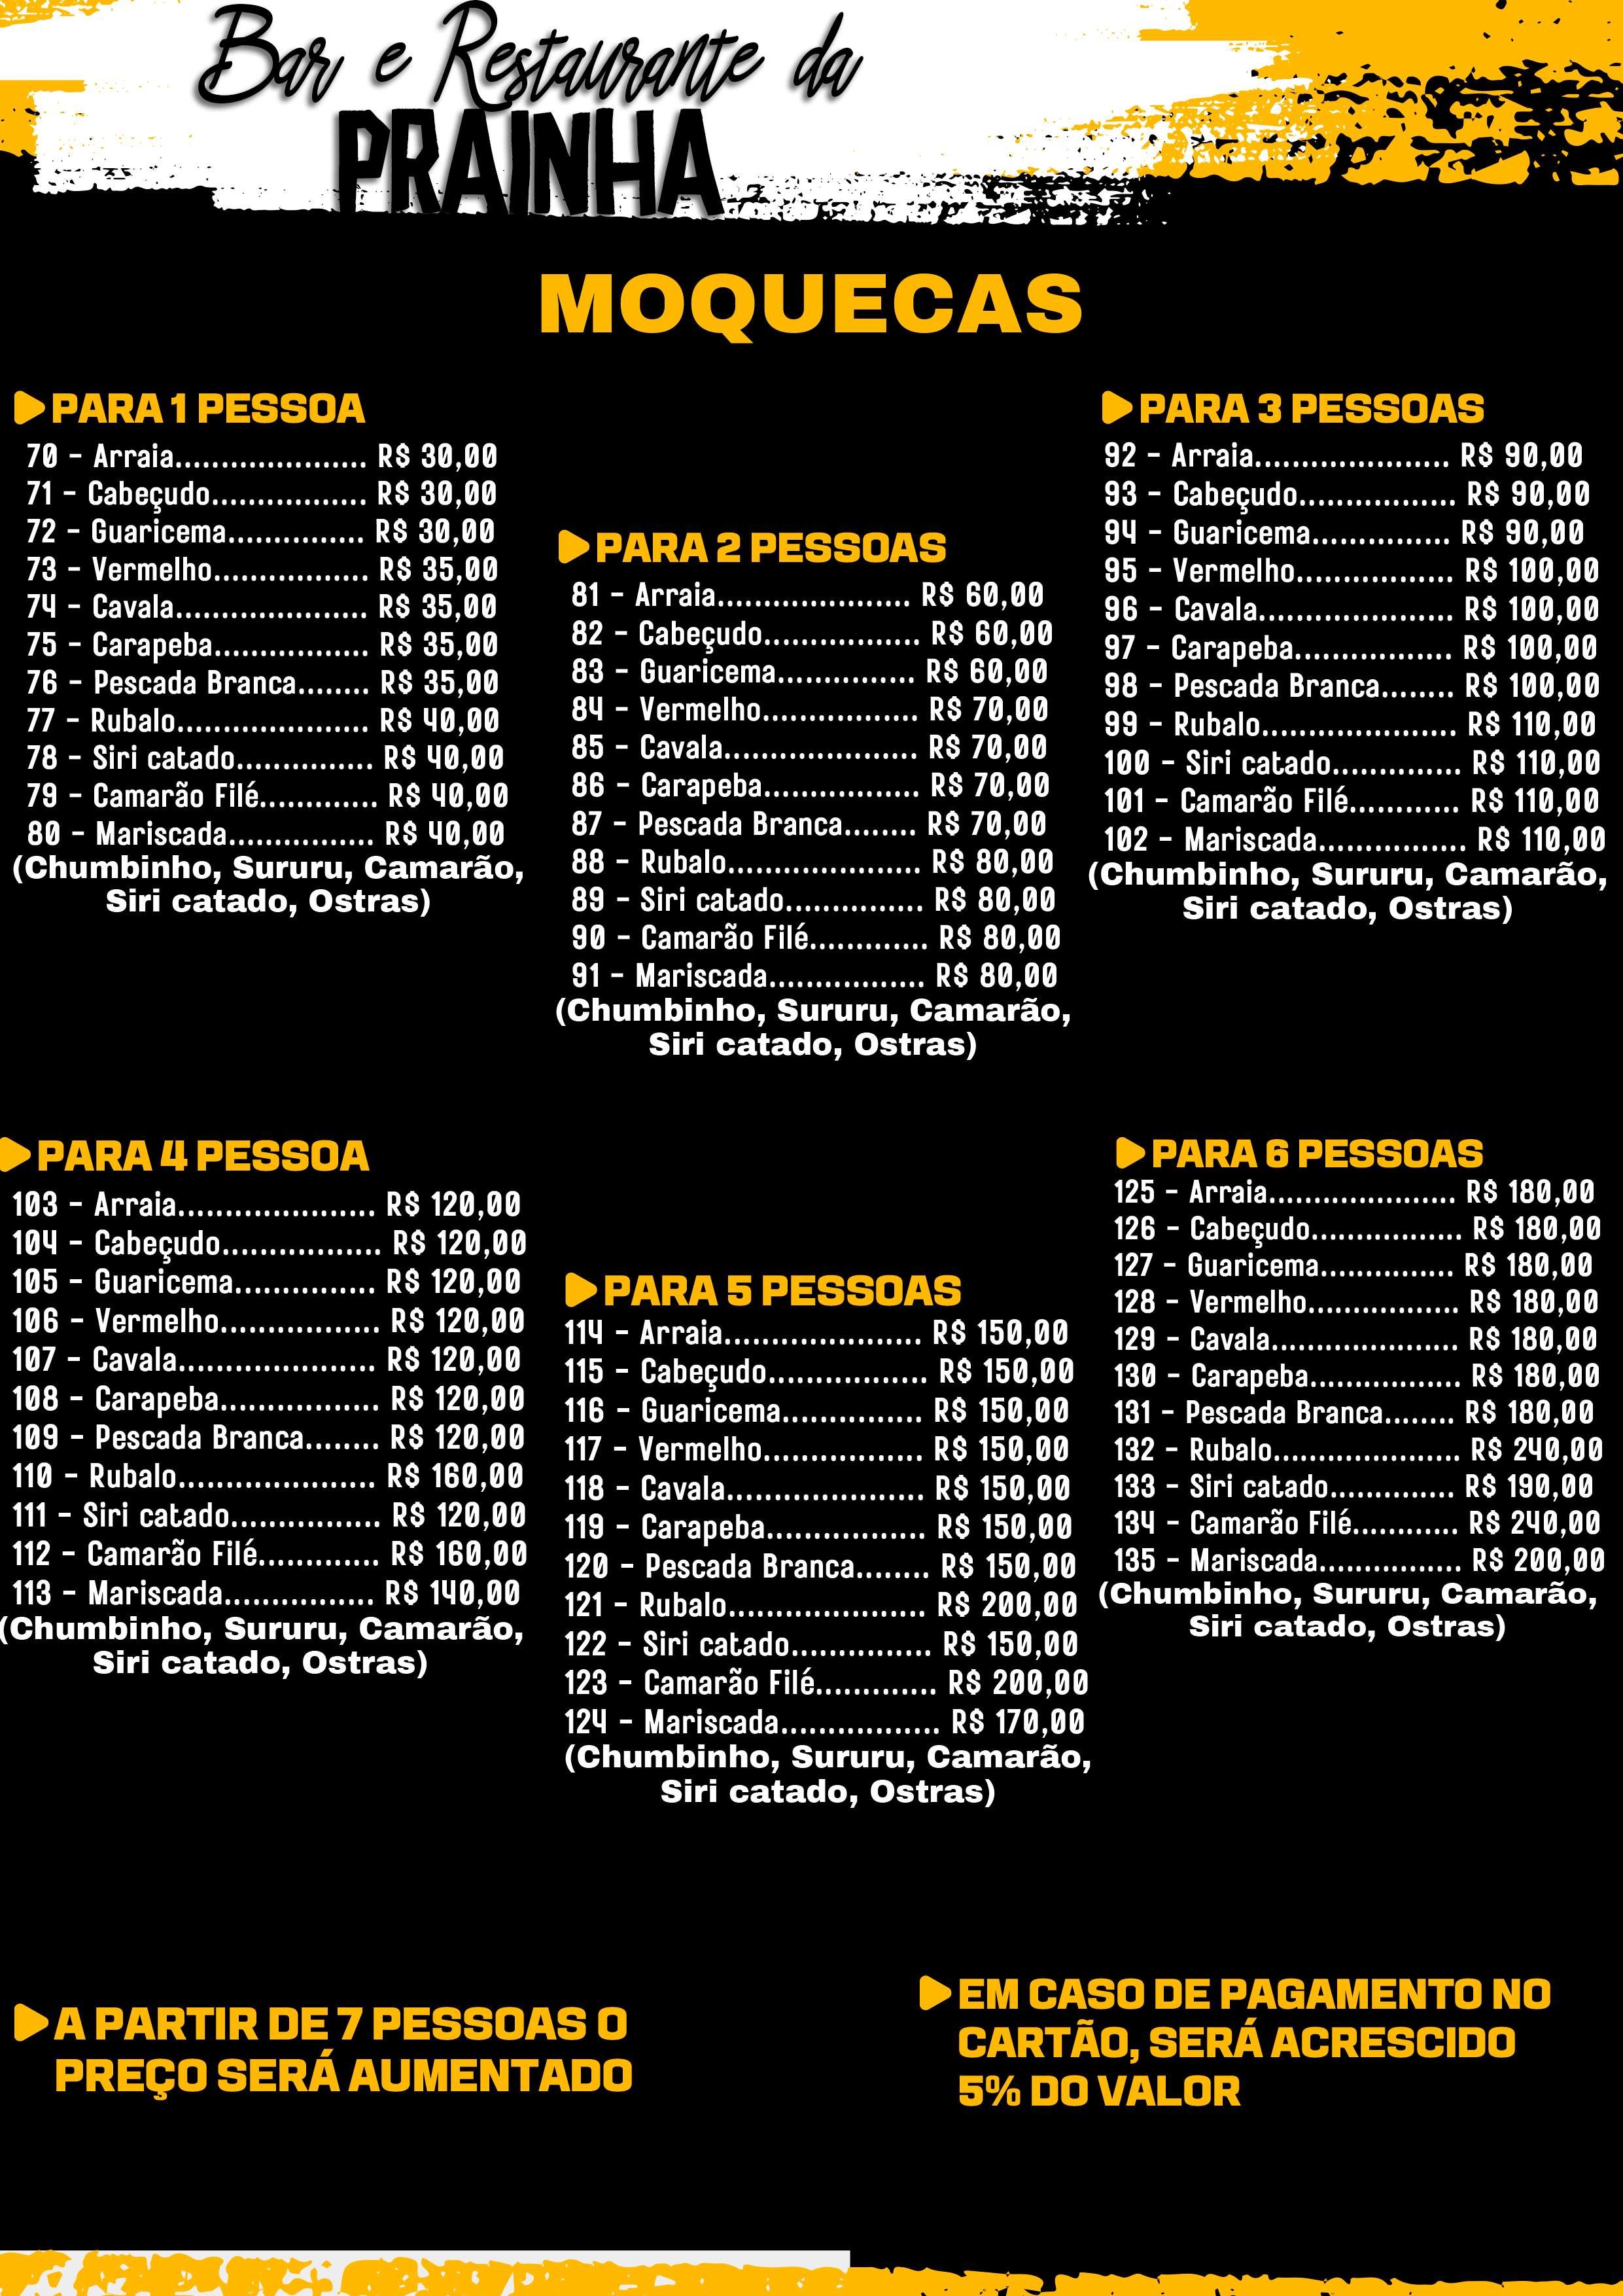 Bar e Restaurante da
PRAINHA
MOQUECAS
PARA 1 PESSOA
70 - Arraia..................... R$ 30,00
71 - Cabeçudo................. R$ 30,00
72 - Guaricema............... R$ 30,00
73 - Vermelho................. R$ 35,00
74 - Cavala..................... R$ 35,00
75 - Carapeba................. R$ 35,00
76 - Pescada Branca........ R$ 35,00
77 - Rubalo..................... R$ 40,00
78 - Siri catado............... R$ 40,00
79 - Camarão Filé............. R$ 40,00
80 - Mariscada................ R$ 40,00
(Chumbinho, Sururu, Camarão,
Siri catado, Ostras)
PARA 2 PESSOAS
81 - Arraia..................... R$ 60,00
82 - Cabeçudo................. R$ 60,00
83 - Guaricema............... R$ 60,00
84 - Vermelho................. R$ 70,00
85 - Cavala..................... R$ 70,00
86 - Carapeba................. R$ 70,00
87 - Pescada Branca........ R$ 70,00
88 - Rubalo..................... R$ 80,00
89 - Siri catado............... R$ 80,00
90 - Camarão Filé............. R$ 80,00
91 - Mariscada................. R$ 80,00
(Chumbinho, Sururu, Camarão,
Siri catado, Ostras)
PARA 3 PESSOAS
92 - Arraia..................... R$ 90,00
93 - Cabeçudo................. R$ 90,00
94 - Guaricema............... R$ 90,00
95 - Vermelho................. R$ 100,00
96 - Cavala..................... R$ 100,00
97 - Carapeba................. R$ 100,00
98 - Pescada Branca........ R$ 100,00
99 - Rubalo..................... R$ 110,00
100 - Siri catado.............. R$ 110,00
101 - Camarão Filé............ R$ 110,00
102 - Mariscada................ R$ 110,00
(Chumbinho, Sururu, Camarão,
Siri catado, Ostras)
PARA 4 PESSOA
103 - Arraia..................... R$ 120,00
104 - Cabeçudo................. R$ 120,00
105 - Guaricema............... R$ 120,00
106 - Vermelho................. R$ 120,00
107 - Cavala..................... R$ 120,00
108 - Carapeba................. R$ 120,00
109 - Pescada Branca........ R$ 120,00
110 - Rubalo..................... R$ 160,00
111 - Siri catado................ R$ 120,00
112 - Camarão Filé............. R$ 160,00
113 - Mariscada................ R$ 140,00
(Chumbinho, Sururu, Camarão,
Siri catado, Ostras)
PARA 5 PESSOAS
114 - Arraia..................... R$ 150,00
115 - Cabeçudo................. R$ 150,00
116 - Guaricema............... R$ 150,00
117 - Vermelho................. R$ 150,00
118 - Cavala..................... R$ 150,00
119 - Carapeba................. R$ 150,00
120 - Pescada Branca........ R$ 150,00
121 - Rubalo..................... R$ 200,00
122 - Siri catado............... R$ 150,00
123 - Camarão Filé............. R$ 200,00
124 - Mariscada................. R$ 170,00
(Chumbinho, Sururu, Camarão,
Siri catado, Ostras)
PARA 6 PESSOAS
125 - Arraia..................... R$ 180,00
126 - Cabeçudo................. R$ 180,00
127 - Guaricema............... R$ 180,00
128 - Vermelho................. R$ 180,00
129 - Cavala..................... R$ 180,00
130 - Carapeba................. R$ 180,00
131 - Pescada Branca........ R$ 180,00
132 - Rubalo..................... R$ 240,00
133 - Siri catado.............. R$ 190,00
134 - Camarão Filé............ R$ 240,00
135 - Mariscada................ R$ 200,00
(Chumbinho, Sururu, Camarão,
Siri catado, Ostras)
A PARTIR DE 7 PESSOAS O
PREÇO SERÁ AUMENTADO
EM CASO DE PAGAMENTO NO
CARTÃO, SERÁ ACRESCIDO
5% DO VALOR